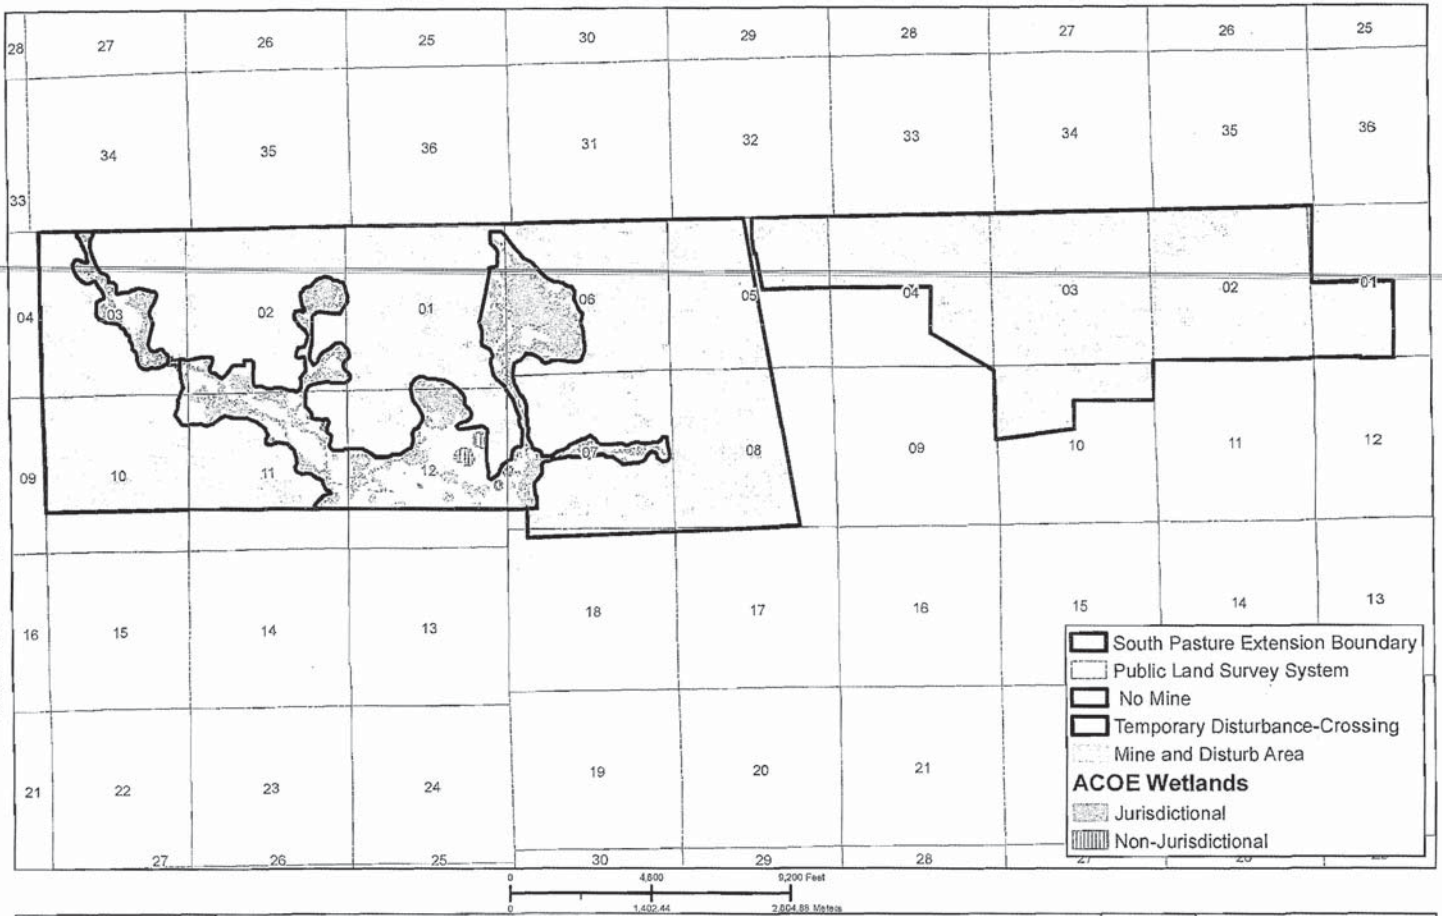 28 27 26 25 30 29 28 27 26 25
34 35 36 31 32 33 34 35 36
33
04 03 02 01 06 05 04 03 02 01
09 10 11 12 07 08 09 10 11 12
16 15 14 13 18 17 16 15 14 13
21 22 23 24 19 20 21
27 26 25 30 29 28 27
South Pasture Extension Boundary
Public Land Survey System
No Mine
Temporary Disturbance-Crossing
Mine and Disturb Area
ACOE Wetlands
Jurisdictional
Non-Jurisdictional
0 4,600 9,200 Feet
0 1,402.44 2,804.88 Meters